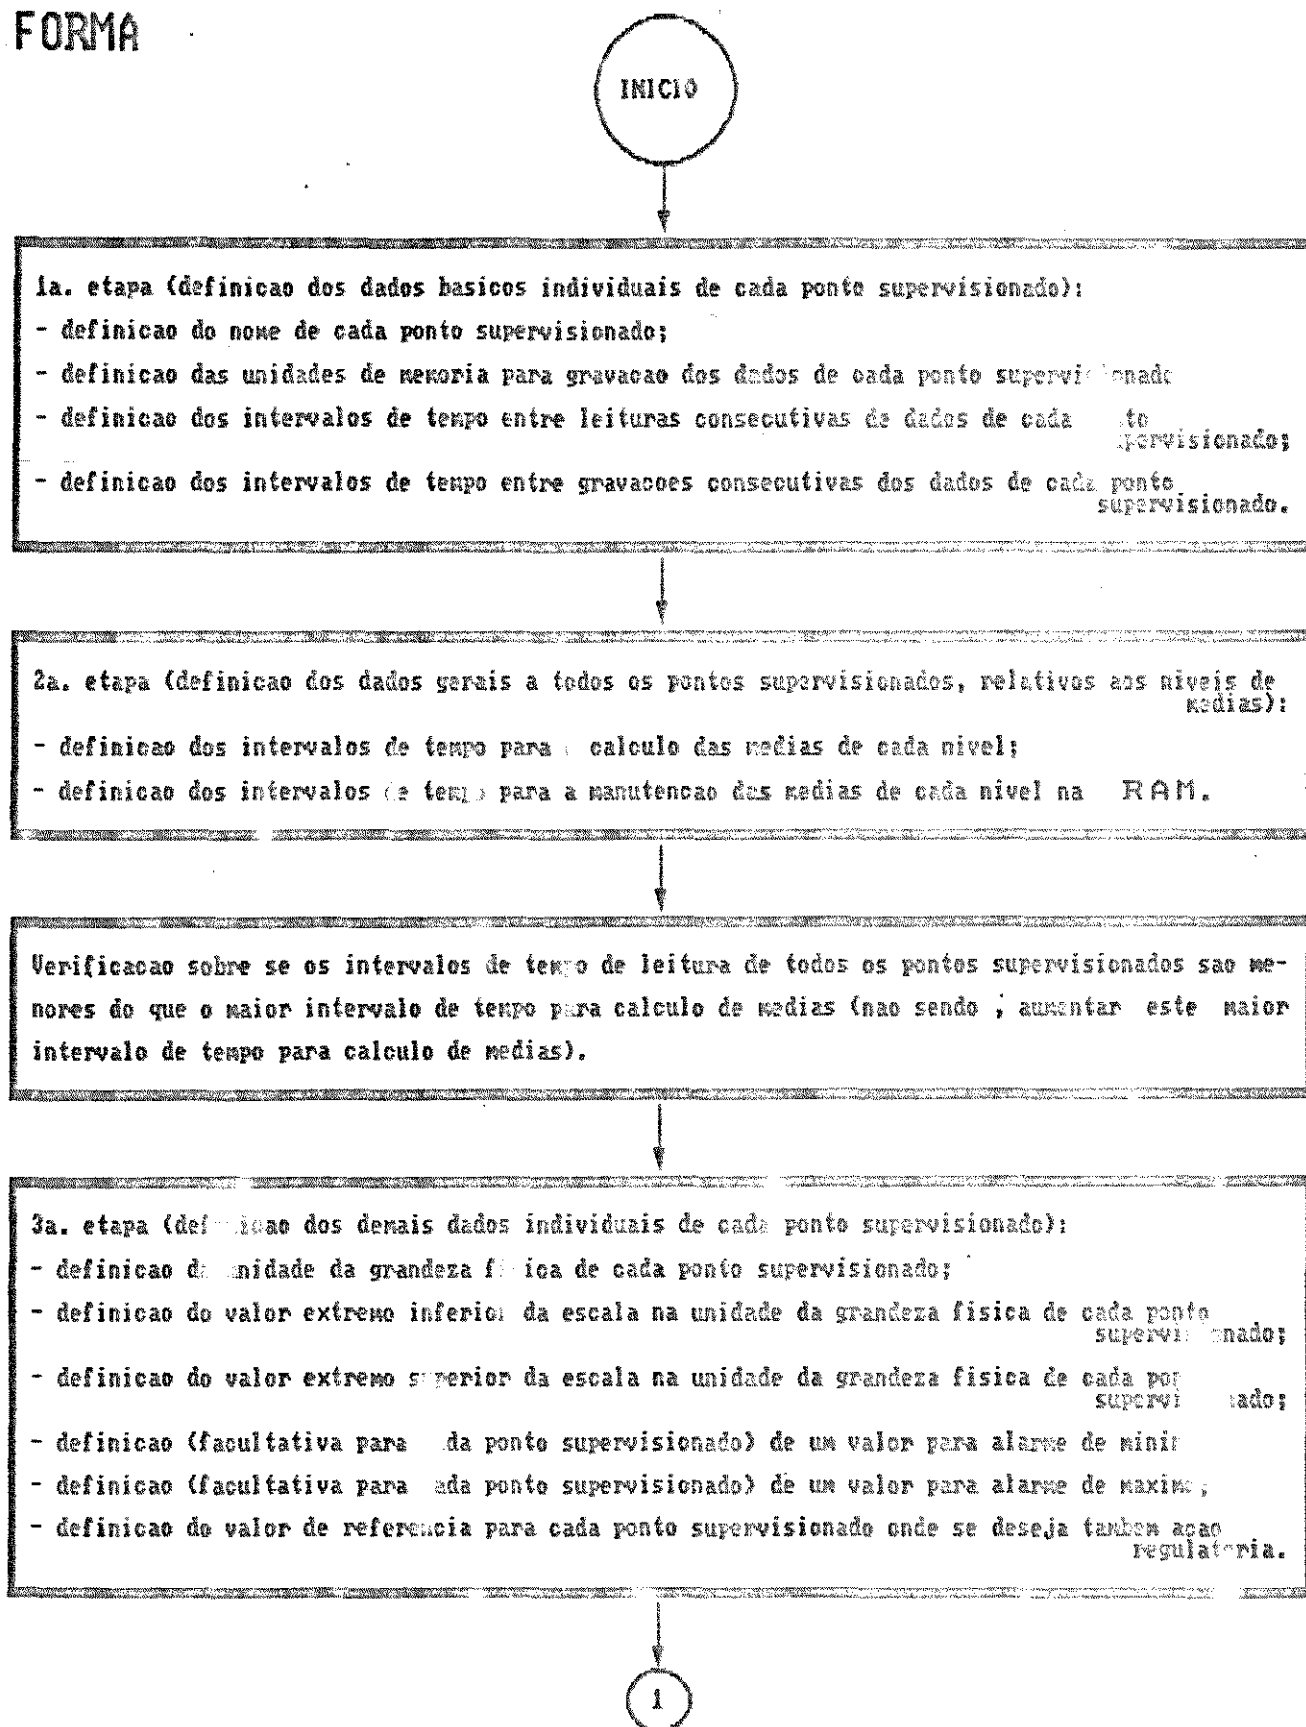 FORMA
INICIO
1a. etapa (definicao dos dados basicos individuais de cada ponto supervisionado):
- definicao do nome de cada ponto supervisionado;
- definicao das unidades de memoria para gravacao dos dados de cada ponto
- definicao dos intervalos de tempo entre leituras consecutivas de dados de cada
- definicao dos intervalos de tempo entre gravacoes consecutivas dos dados de cada ponto
supervisionado.
2a. etapa (definicao dos dados gerais a todos os pontos supervisionados, relativos aos niveis de
medias):
- definicao dos intervalos de tempo para calculo das medias de cada nivel;
- definicao dos intervalos de tempo para a manutencao das medias de cada nivel na RAM.
Verificacao sobre se os intervalos de tempo de leitura de todos os pontos supervisionados sao me-
nores do que o maior intervalo de tempo para calculo de medias (nao sendo ; aumentar este maior
intervalo de tempo para calculo de medias).
3a. etapa (definicao dos demais dados individuais de cada ponto supervisionado):
- definicao da grandeza de cada ponto supervisionado;
- definicao do valor extremo inferior da escala na unidade da grandeza fisica de cada ponto
- definicao do valor extremo superior da escala na unidade da grandeza fisica de cada
- definicao (facultativa para ponto supervisionado) de um valor para alarme de
- definicao (facultativa para ponto supervisionado) de um valor para alarme de maximo;
- definicao do valor de referencia para cada ponto supervisionado onde se deseja tambem acao
regulatoria.
1